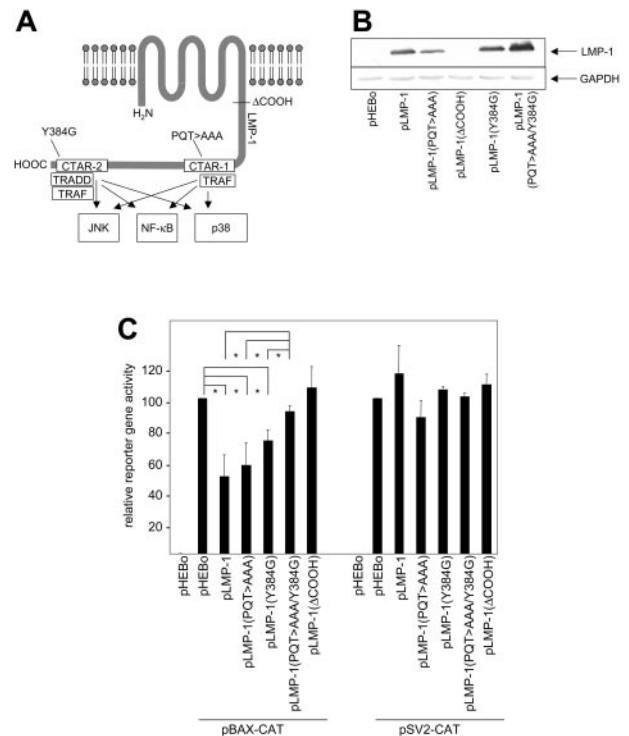 A
H2N
ΔCOOH
LMP-1
Y384G
PQT>AAA
HOOC
CTAR-2
CTAR-1
TRADD
TRAF
TRAF
JNK
NF-κB
p38
B
LMP-1
GAPDH
pHEBo
pLMP-1
pLMP-1(PQT>AAA)
pLMP-1(ΔCOOH)
pLMP-1(Y384G)
pLMP-1
(PQT>AAA/Y384G)
C
relative reporter gene activity
120
100
80
60
40
20
* * *
* * *
pHEBo
pHEBo
pLMP-1
pLMP-1(PQT>AAA)
pLMP-1(Y384G)
pLMP-1(PQT>AAA/Y384G)
pLMP-1(ΔCOOH)
pHEBo
pHEBo
pLMP-1
pLMP-1(PQT>AAA)
pLMP-1(Y384G)
pLMP-1(PQT>AAA/Y384G)
pLMP-1(ΔCOOH)
pBAX-CAT
pSV2-CAT